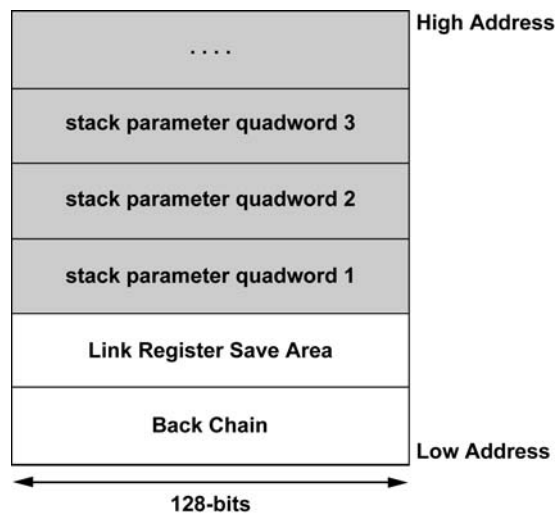 High Address
. . . .
stack parameter quadword 3
stack parameter quadword 2
stack parameter quadword 1
Link Register Save Area
Back Chain
Low Address
128-bits